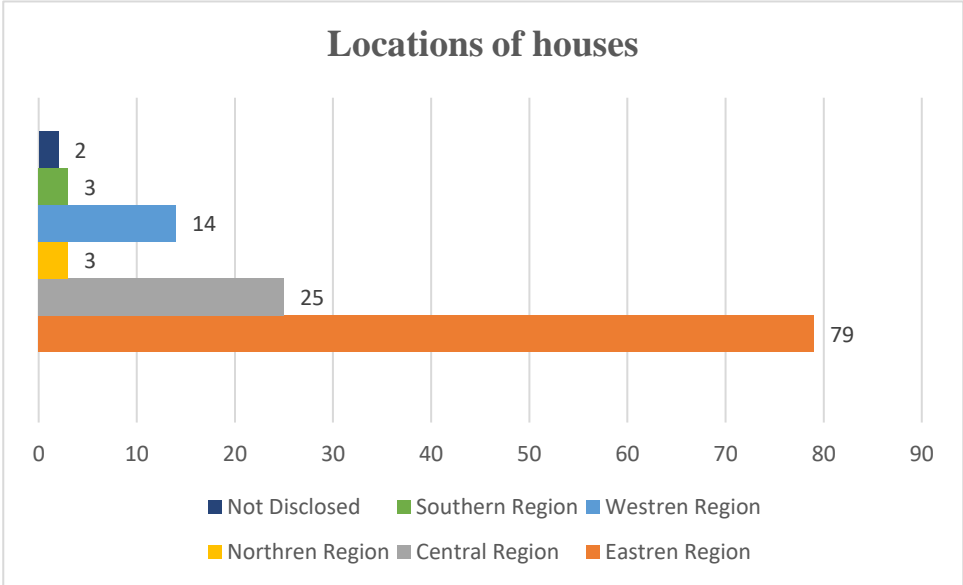 Locations of houses
2
3
14
3
25
79
0 10 20 30 40 50 60 70 80 90
Not Disclosed Southern Region Westren Region
Northren Region Central Region Eastren Region